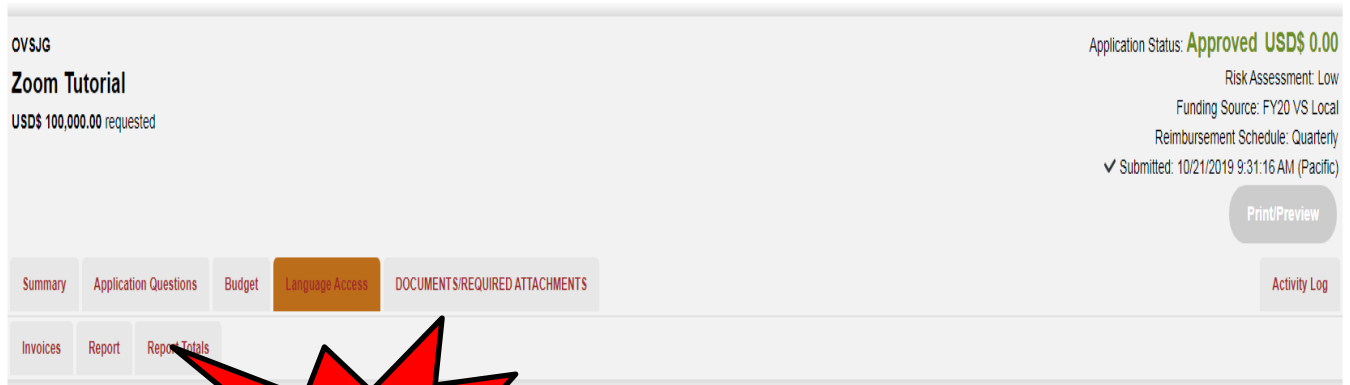 OVSJG
Zoom Tutorial
USD$ 100,000.00 requested
Application Status: Approved USD$ 0.00
Risk Assessment: Low
Funding Source: FY20 VS Local
Reimbursement Schedule: Quarterly
✓ Submitted: 10/21/2019 9:31:16 AM (Pacific)
Print/Preview
Summary Application Questions Budget Language Access DOCUMENTS/REQUIRED ATTACHMENTS Activity Log
Invoices Report Report Totals